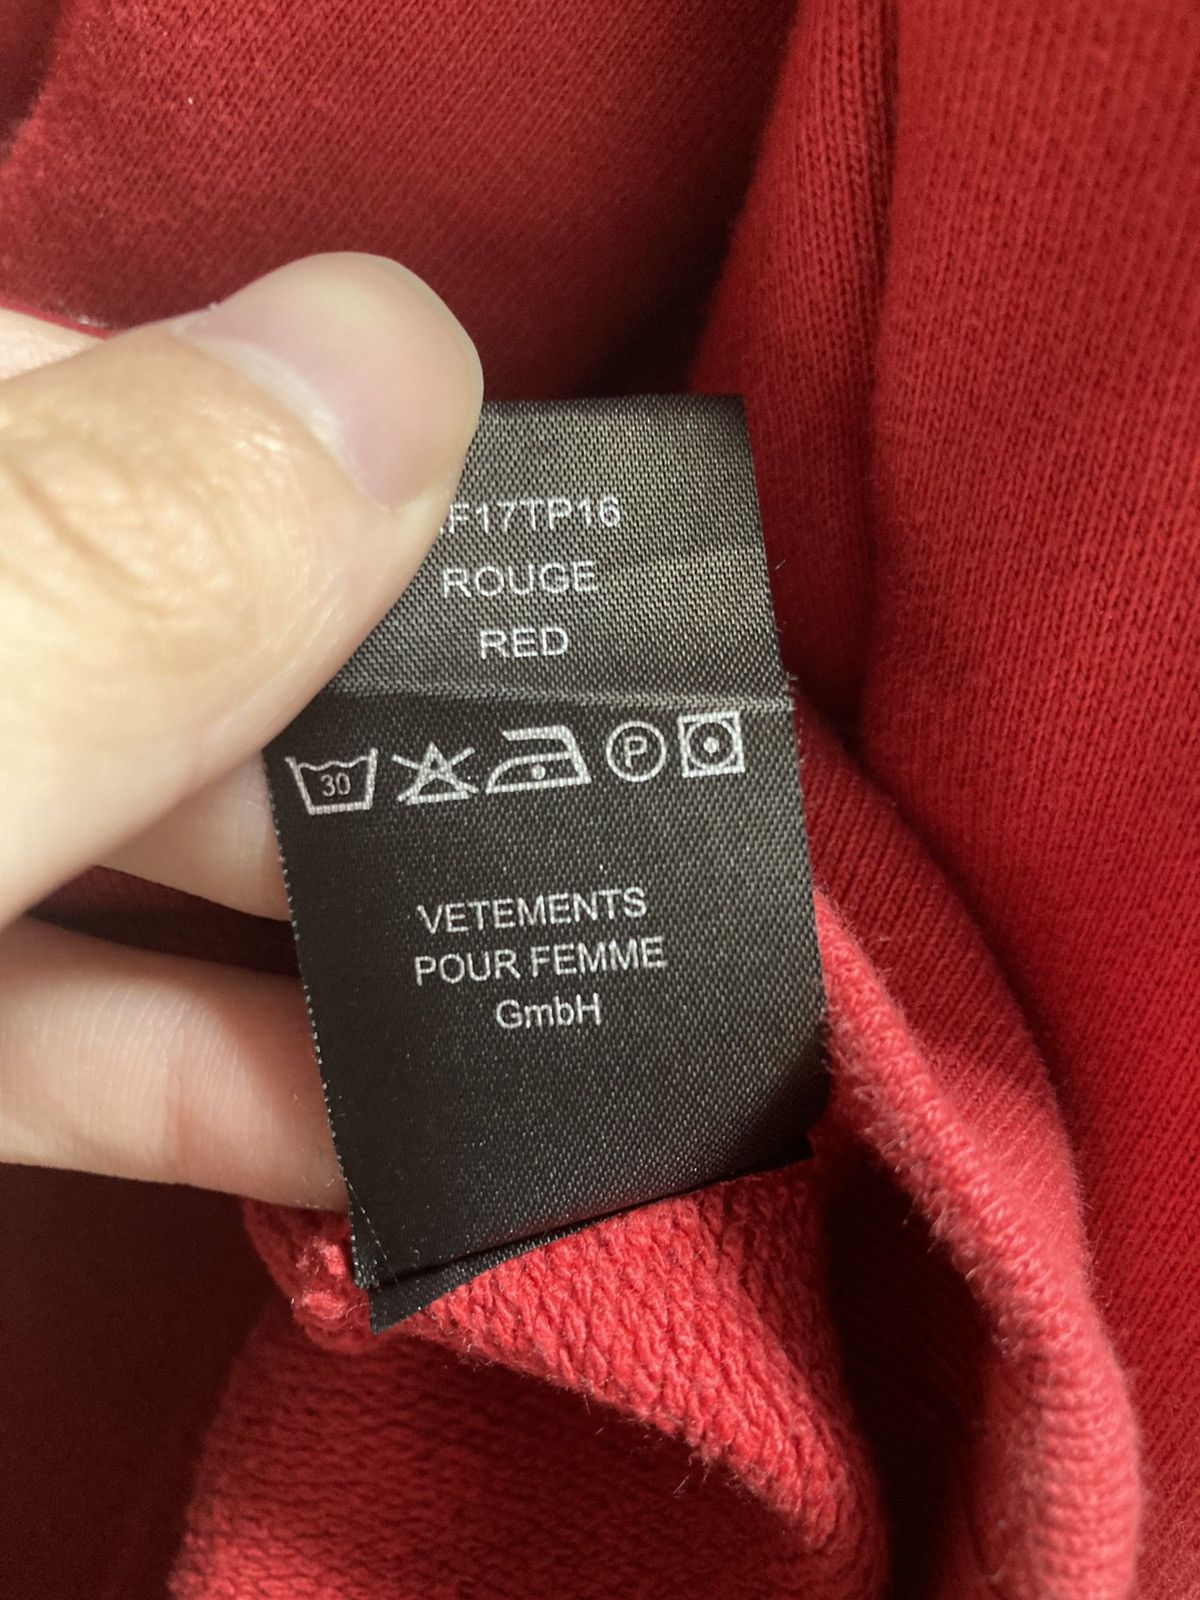 F17TP16
ROUGE
RED
30 P
VETEMENTS
POUR FEMME
GmbH